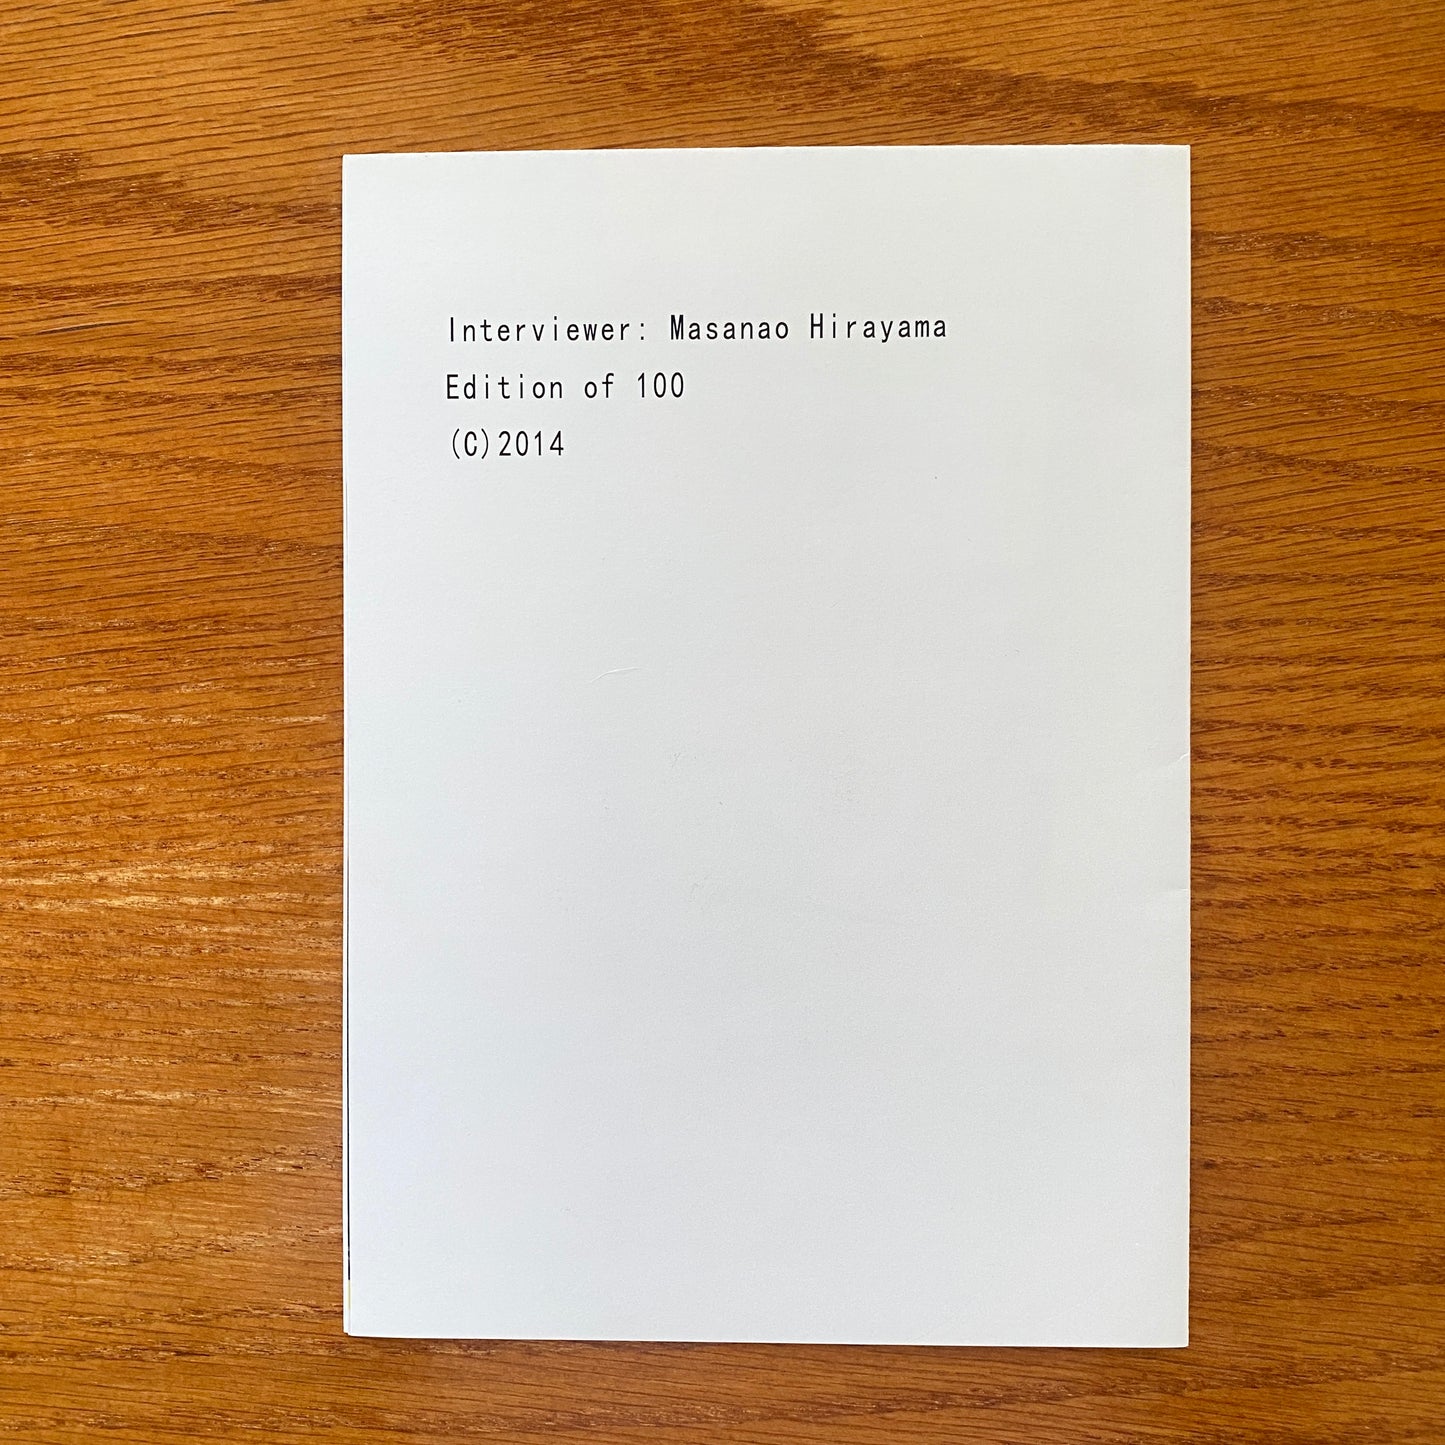 Interviewer: Masanao Hirayama
Edition of 100
(C)2014